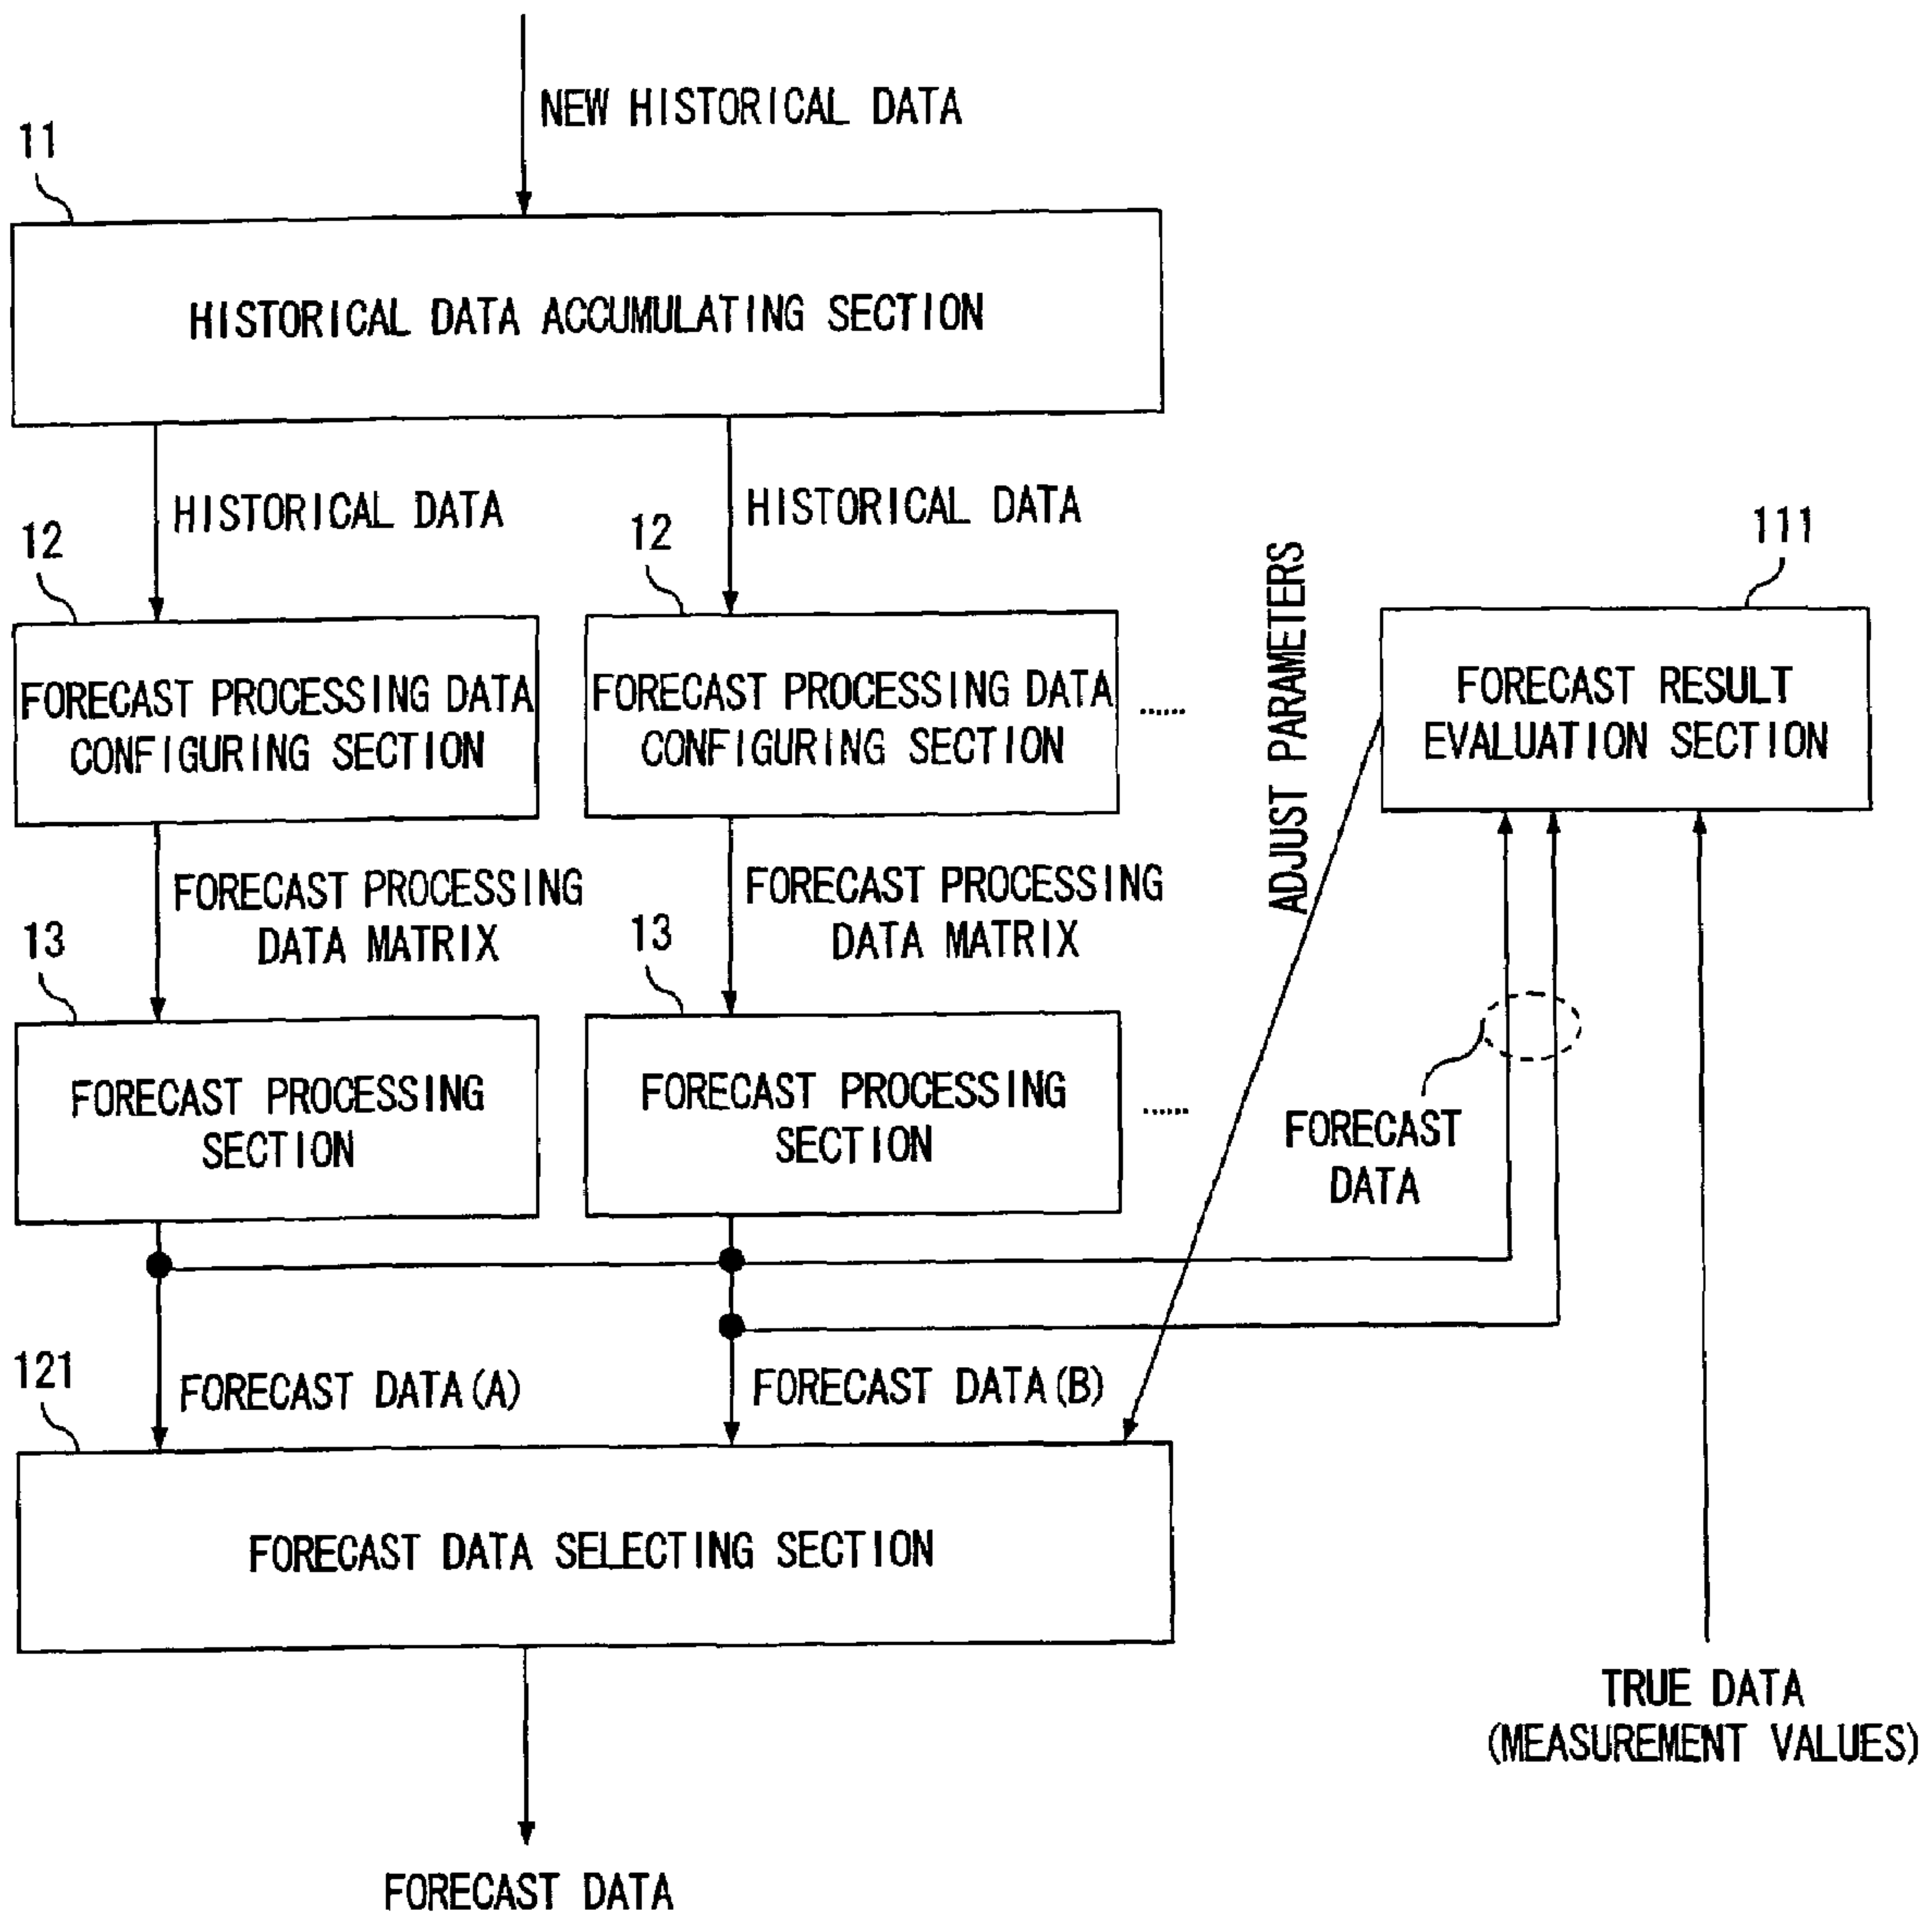 NEW HISTORICAL DATA
11
HISTORICAL DATA ACCUMULATING SECTION
HISTORICAL DATA
HISTORICAL DATA
12
12
111
FORECAST PROCESSING DATA
CONFIGURING SECTION
FORECAST PROCESSING DATA
CONFIGURING SECTION
......
ADJUST PARAMETERS
FORECAST RESULT
EVALUATION SECTION
FORECAST PROCESSING
DATA MATRIX
FORECAST PROCESSING
DATA MATRIX
13
13
FORECAST PROCESSING
SECTION
FORECAST PROCESSING
SECTION
......
FORECAST
DATA
121
FORECAST DATA(A)
FORECAST DATA(B)
FORECAST DATA SELECTING SECTION
TRUE DATA
(MEASUREMENT VALUES)
FORECAST DATA